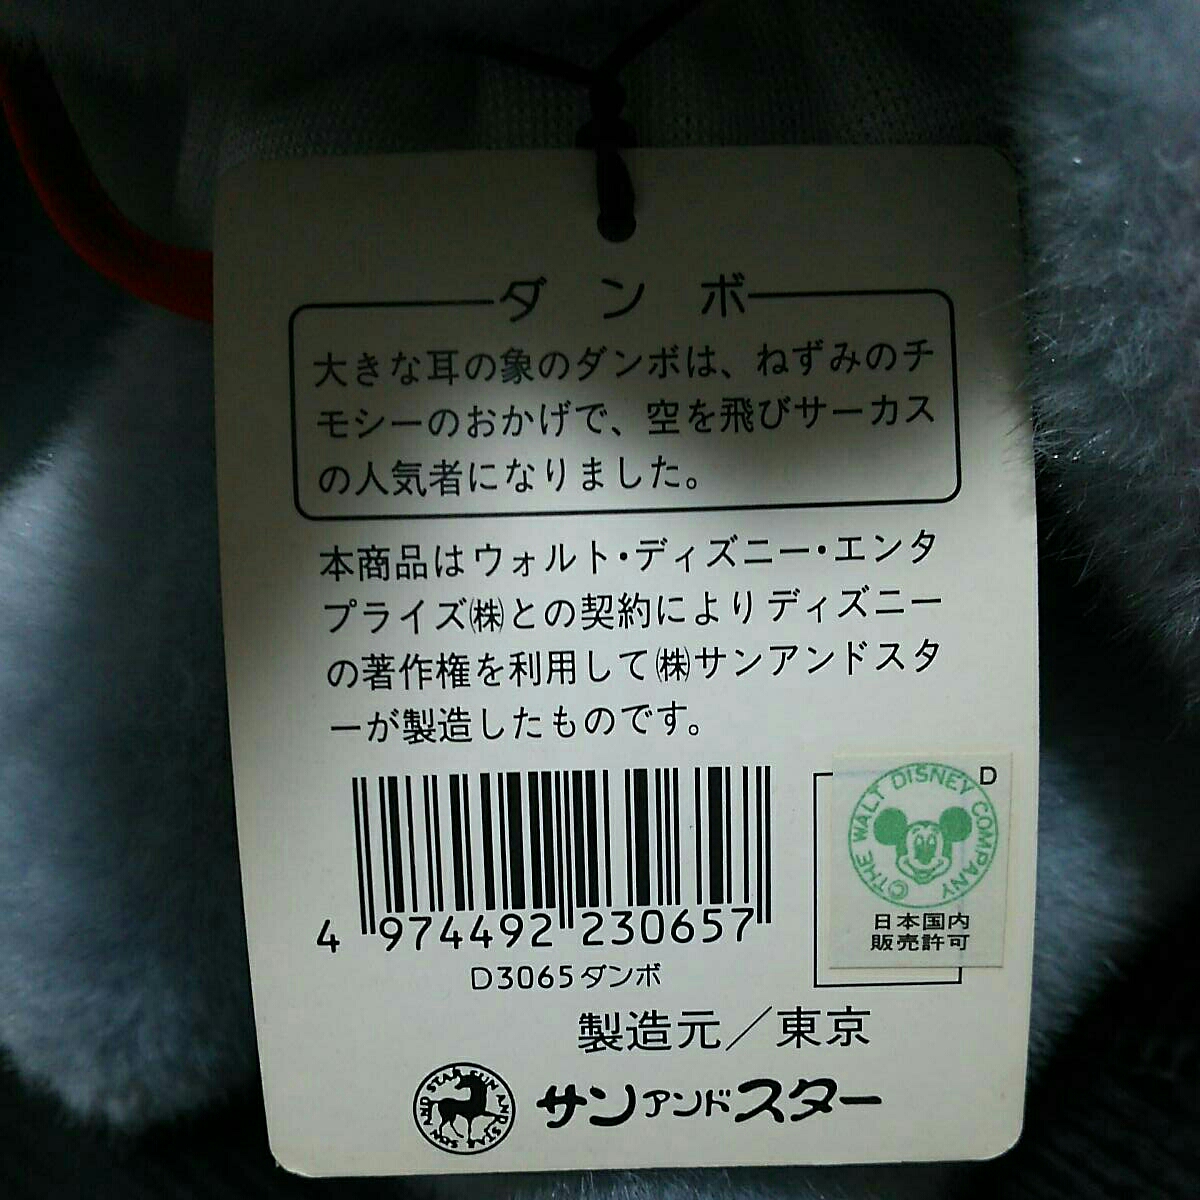 ダンボ
大きな耳の象のダンボは、ねずみのチ
モシーのおかげで、空を飛びサーカス
の人気者になりました。
本商品はウォルト・ディズニー・エンタ
プライズ㈱との契約によりディズニー
の著作権を利用して㈱サンアンドスタ
ーが製造したものです。
D
©THE WALT DISNEY COMPANY
日本国内
販売許可
4 974492 230657
D3065ダンボ
製造元／東京
SUN AND STAR SUN AND STAR
サンアンドスター